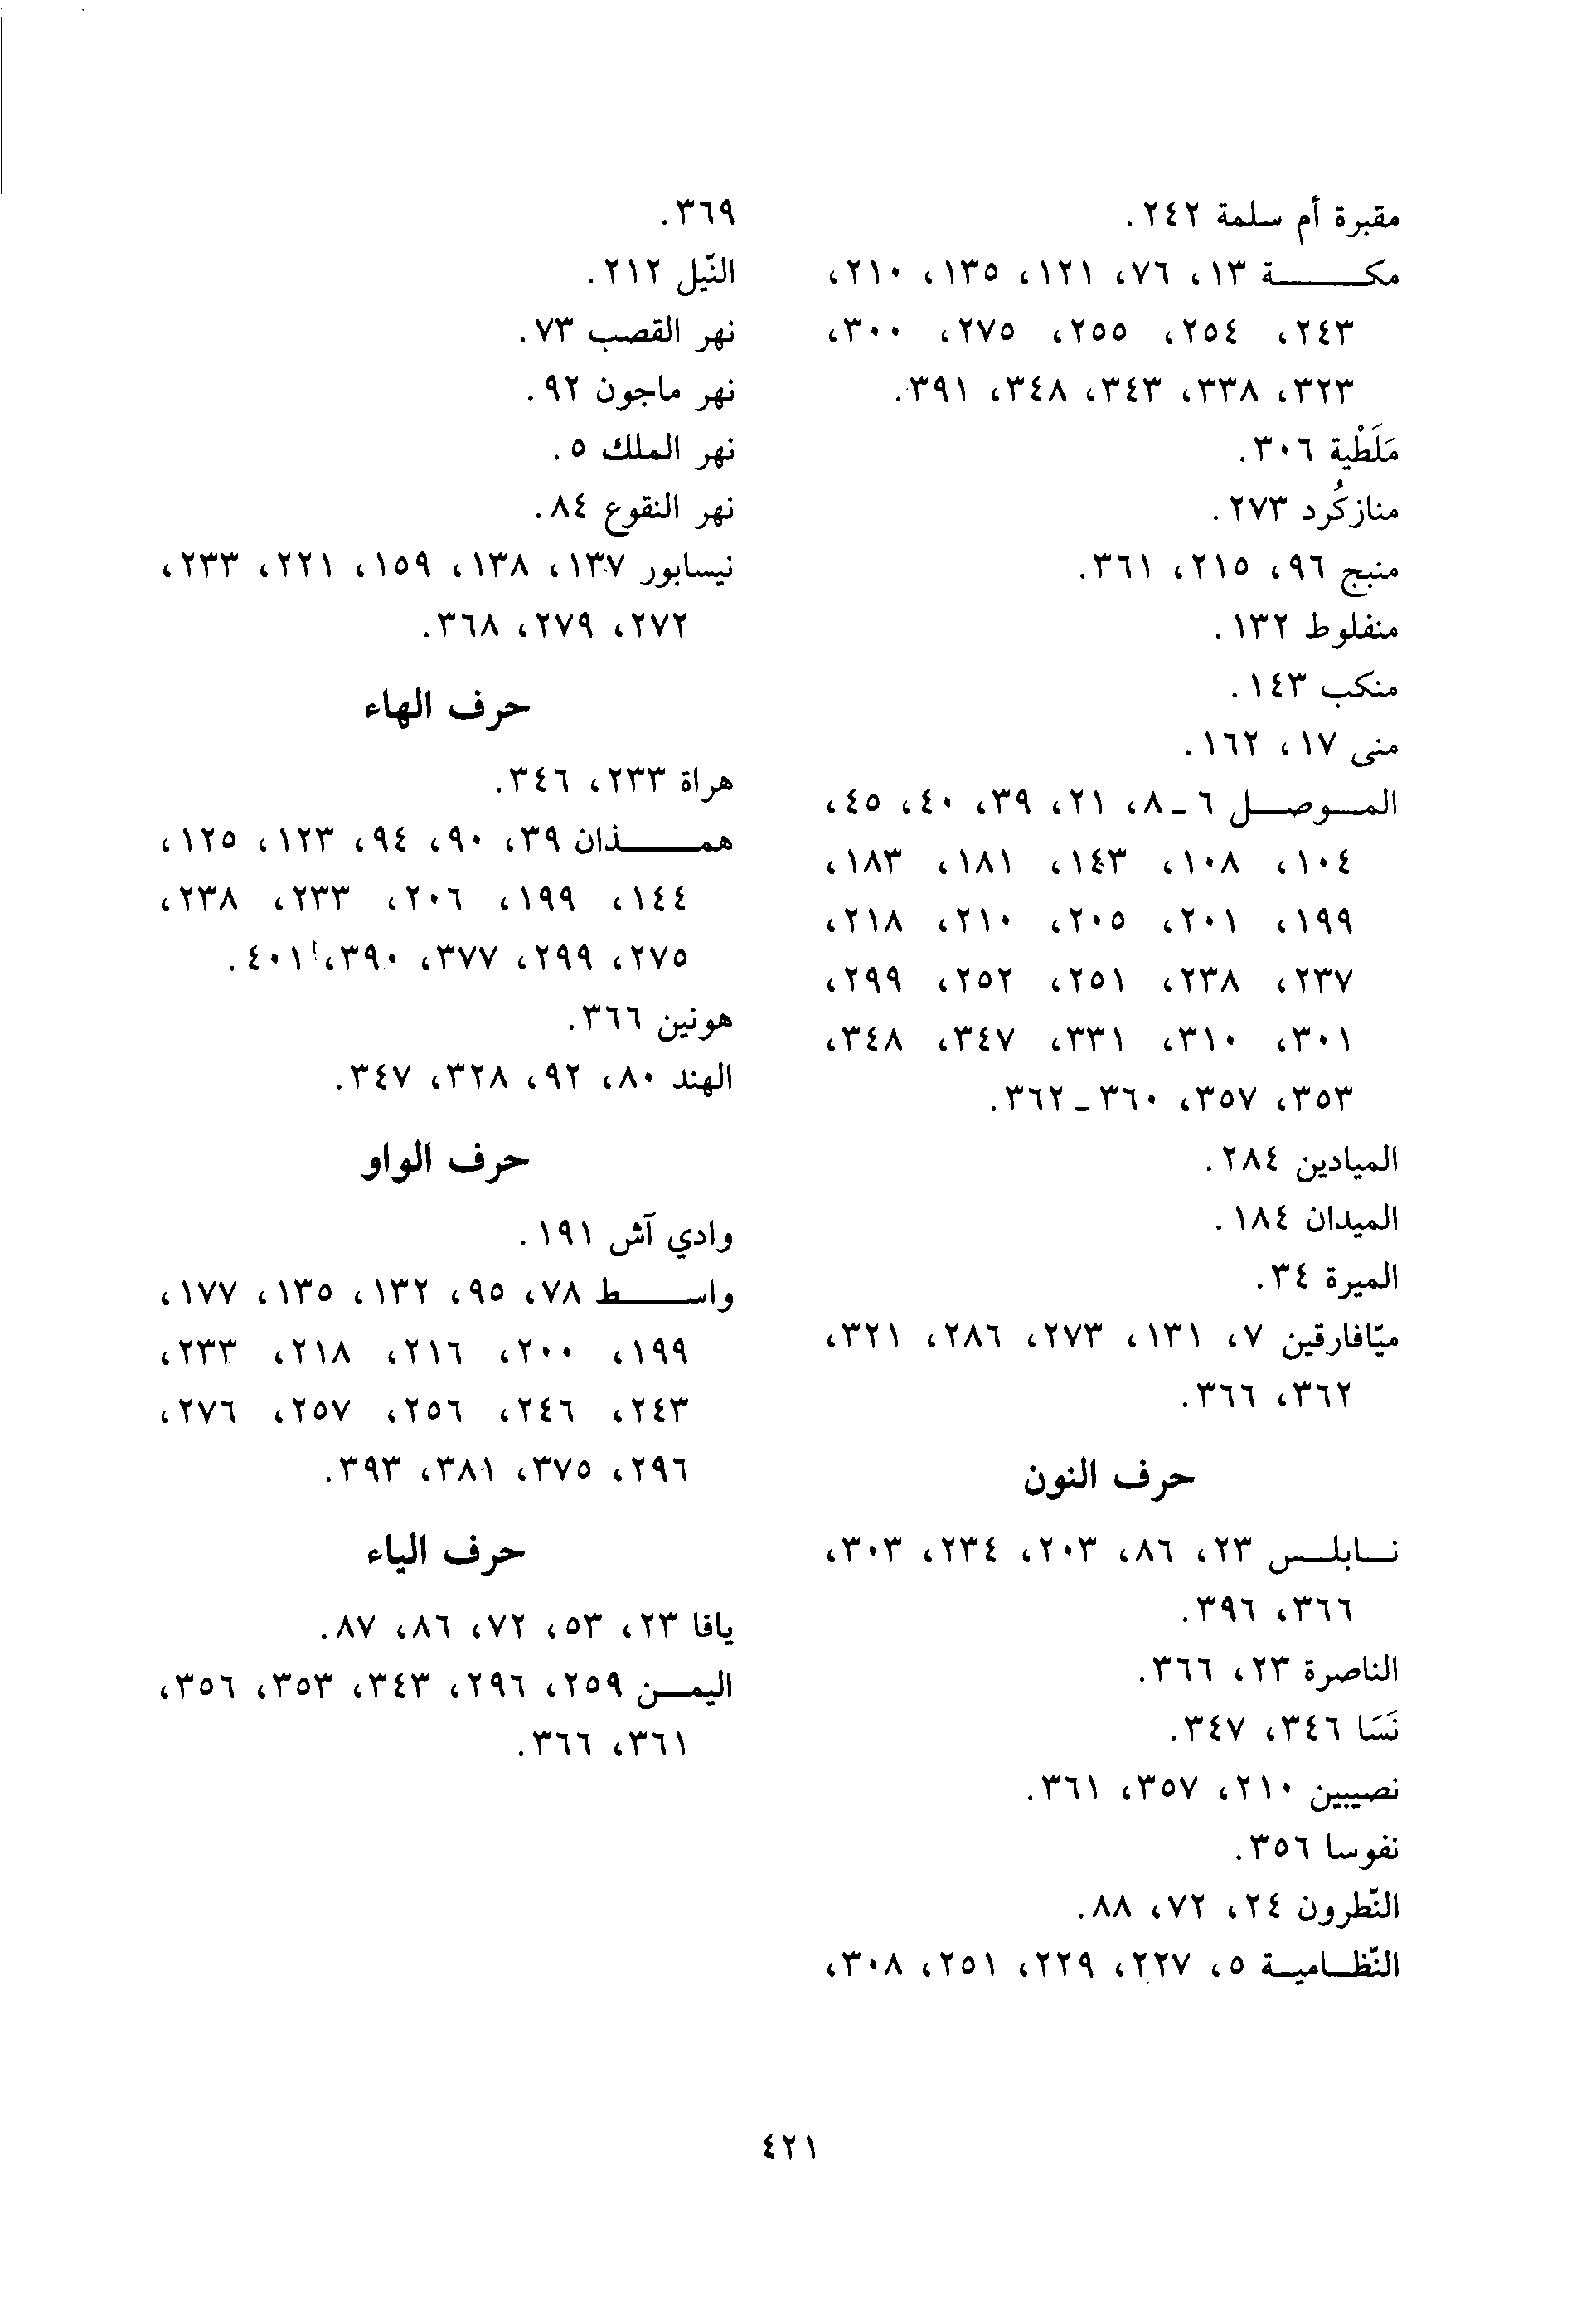 مقبرة أم سلمة ٢٤٢.
مكة ١٣، ٧٦، ١٢١، ١٣٥، ٢١٠،
٢٤٣، ٢٥٤، ٢٥٥، ٢٧٥، ٣٠٠،
٣٢٣، ٣٣٨، ٣٤٣، ٣٤٨، ٣٩١.
مَلَطْية ٣٠٦.
منازكُرد ٢٧٣.
منبج ٩٦، ٢١٥، ٣٦١.
منفلوط ١٣٢.
منكب ١٤٣.
منى ١٧، ١٦٢.
الموصل ٦ ـ ٨، ٢١، ٣٩، ٤٠، ٤٥،
١٠٤، ١٠٨، ١٤٣، ١٨١، ١٨٣،
١٩٩، ٢٠١، ٢٠٥، ٢١٠، ٢١٨،
٢٣٧، ٢٣٨، ٢٥١، ٢٥٢، ٢٩٩،
٣٠١، ٣١٠، ٣٣١، ٣٤٧، ٣٤٨،
٣٥٣، ٣٥٧، ٣٦٠ ـ ٣٦٢.
الميادين ٢٨٤.
الميدان ١٨٤.
الميرة ٣٤.
ميّافارقين ٧، ١٣١، ٢٧٣، ٢٨٦، ٣٢١،
٣٦٢، ٣٦٦.
حرف النون
نابلس ٢٣، ٨٦، ٢٠٣، ٢٣٤، ٣٠٣،
٣٦٦، ٣٩٦.
الناصرة ٢٣، ٣٦٦.
نَسَا ٣٤٦، ٣٤٧.
نصيبين ٢١٠، ٣٥٧، ٣٦١.
نفوسا ٣٥٦.
النّطرون ٢٤، ٧٢، ٨٨.
النّظامية ٥، ٢٢٧، ٢٢٩، ٢٥١، ٣٠٨،
٣٦٩.
النّيل ٢١٢.
نهر القصب ٧٣.
نهر ماجون ٩٢.
نهر الملك ٥.
نهر النقوع ٨٤.
نيسابور ١٣٧، ١٣٨، ١٥٩، ٢٢١، ٢٣٣،
٢٧٢، ٢٧٩، ٣٦٨.
حرف الهاء
هراة ٢٣٣، ٣٤٦.
همذان ٣٩، ٩٠، ٩٤، ١٢٣، ١٢٥،
١٤٤، ١٩٩، ٢٠٦، ٢٣٣، ٢٣٨،
٢٧٥، ٢٩٩، ٣٧٧، ٣٩٠، ٤٠١.
هونين ٣٦٦.
الهند ٨٠، ٩٢، ٣٢٨، ٣٤٧.
حرف الواو
وادي آش ١٩١.
واسط ٧٨، ٩٥، ١٣٢، ١٣٥، ١٧٧،
١٩٩، ٢٠٠، ٢١٦، ٢١٨، ٢٣٣،
٢٤٣، ٢٤٦، ٢٥٦، ٢٥٧، ٢٧٦،
٢٩٦، ٣٧٥، ٣٨١، ٣٩٣.
حرف الياء
يافا ٢٣، ٥٣، ٧٢، ٨٦، ٨٧.
اليمن ٢٥٩، ٢٩٦، ٣٤٣، ٣٥٣، ٣٥٦،
٣٦١، ٣٦٦.
٤٢١